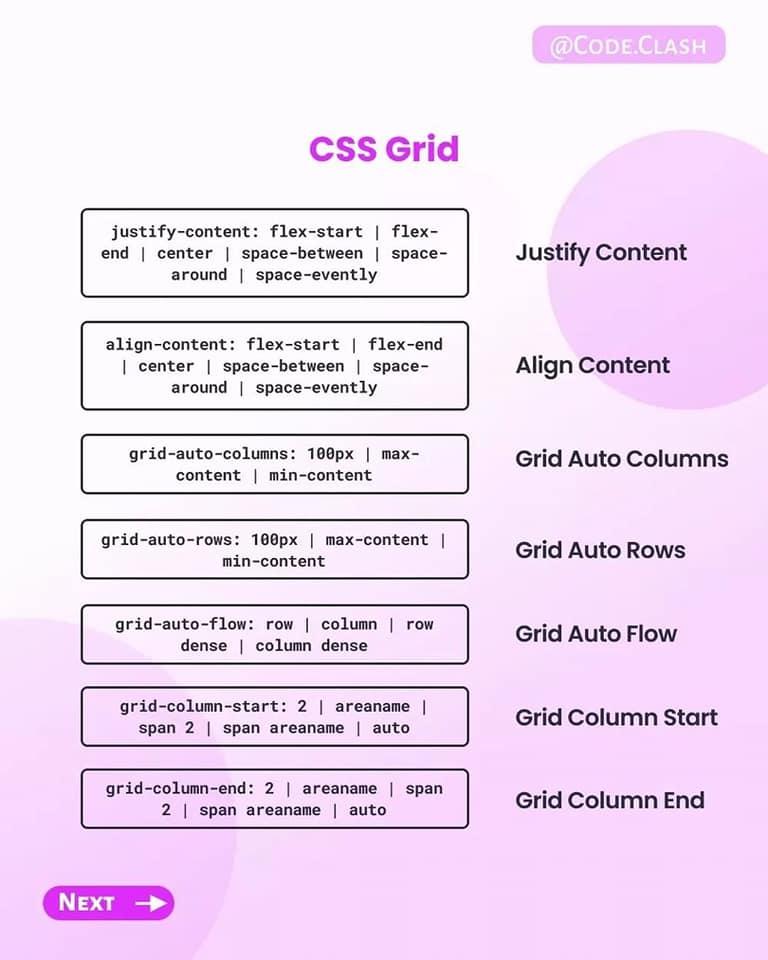 @Code.Clash
CSS Grid
justify-content: flex-start | flex-
end | center | space-between | space-
around | space-evently
Justify Content
align-content: flex-start | flex-end
| center | space-between | space-
around | space-evently
Align Content
grid-auto-columns: 100px | max-
content | min-content
Grid Auto Columns
grid-auto-rows: 100px | max-content |
min-content
Grid Auto Rows
grid-auto-flow: row | column | row
dense | column dense
Grid Auto Flow
grid-column-start: 2 | areaname |
span 2 | span areaname | auto
Grid Column Start
grid-column-end: 2 | areaname | span
2 | span areaname | auto
Grid Column End
Next